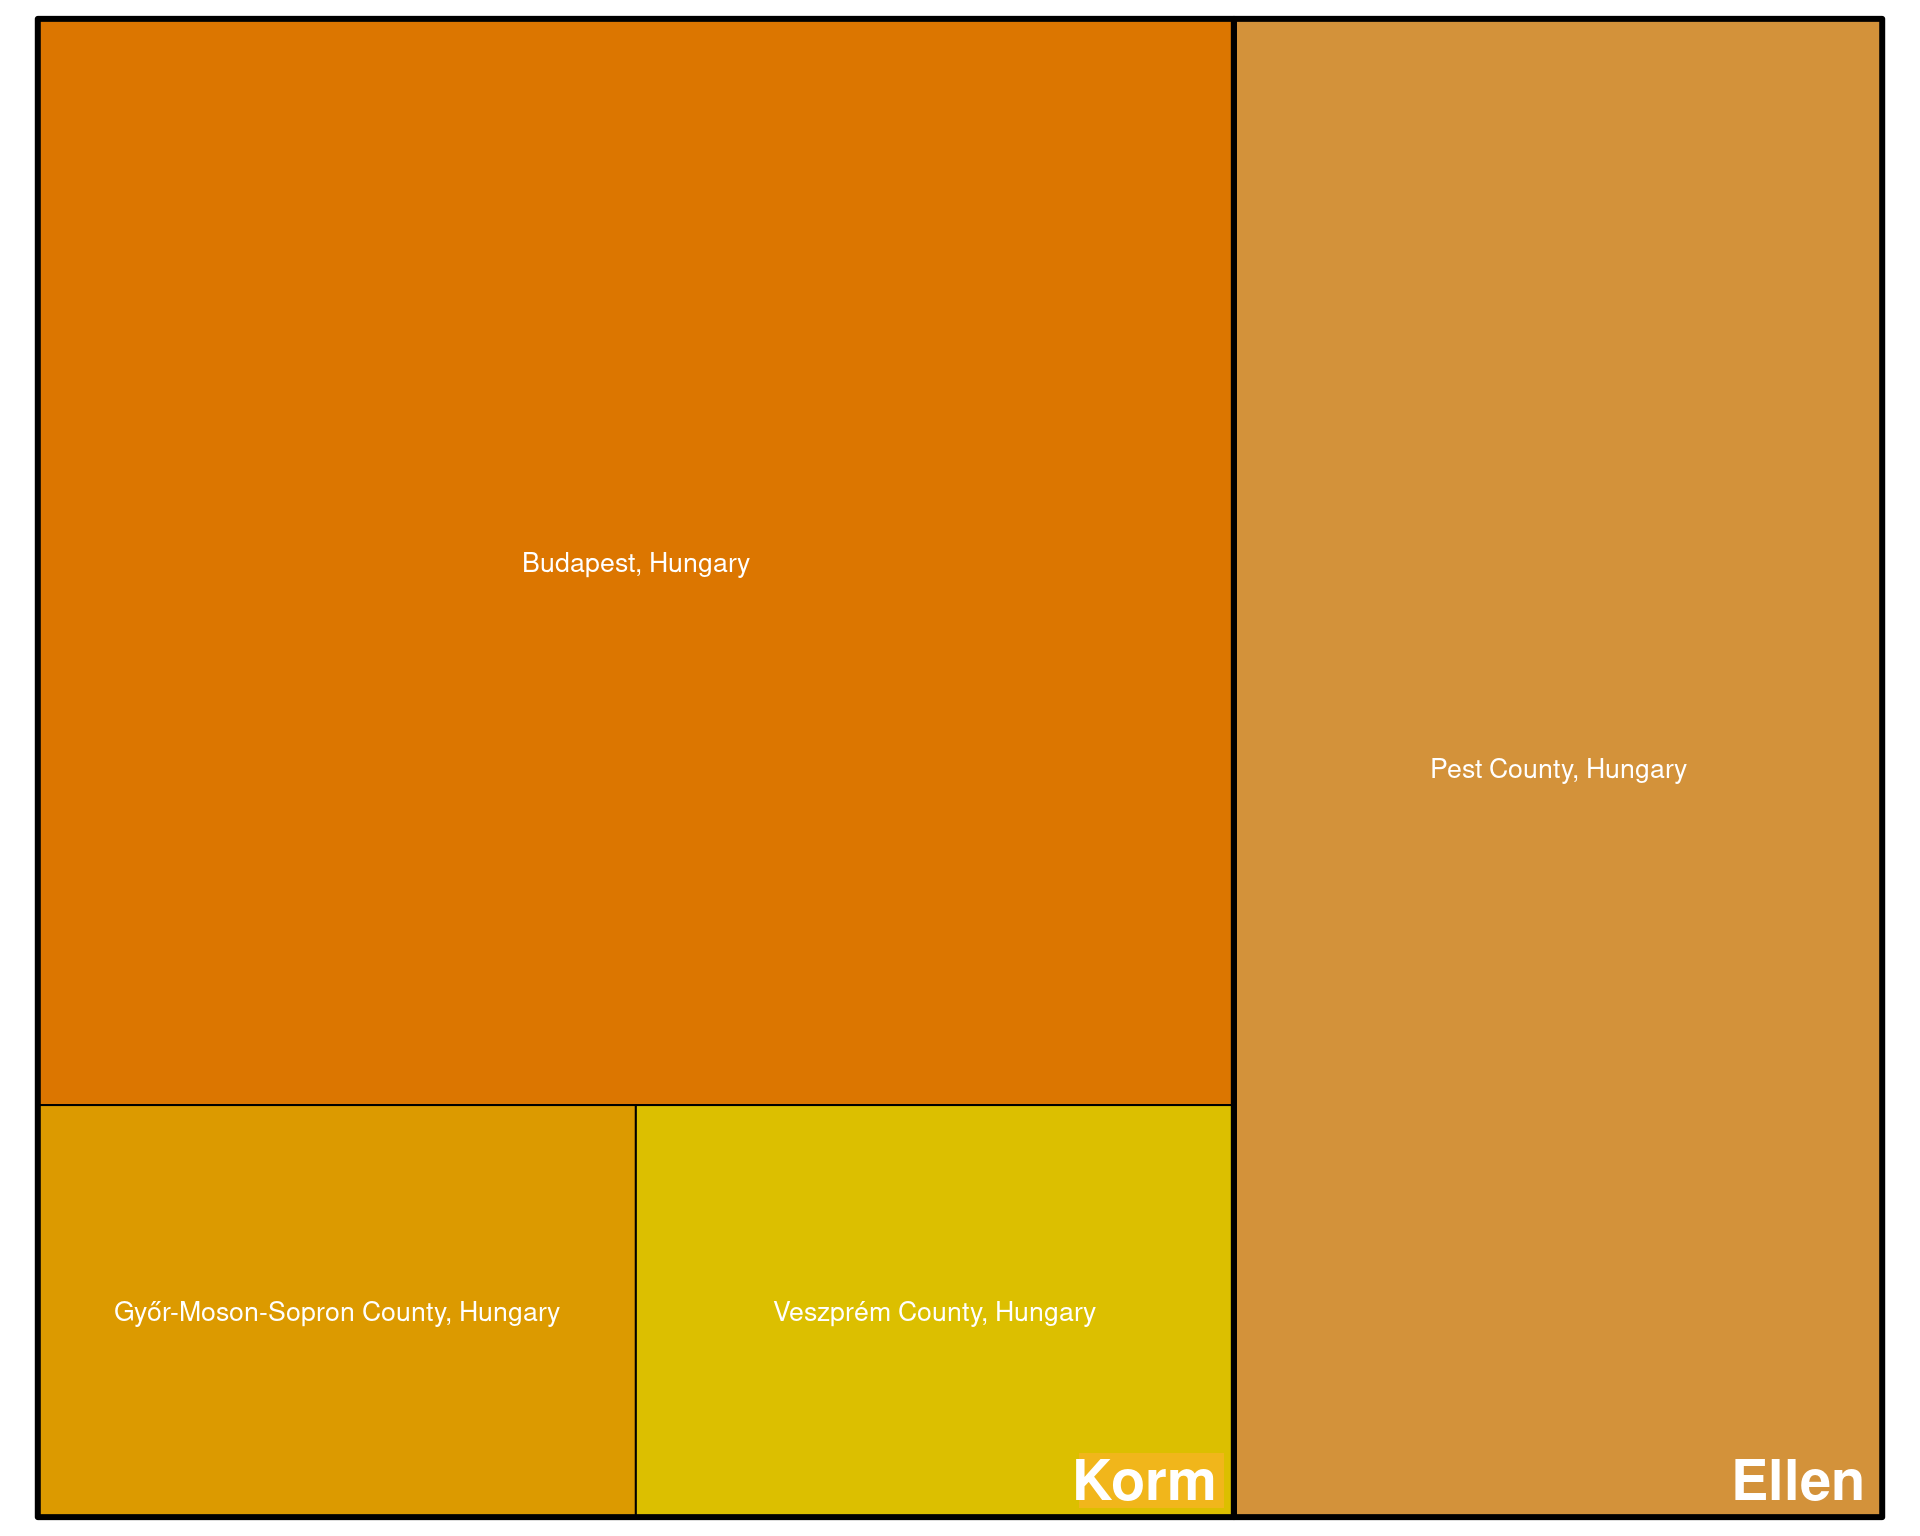 Budapest, Hungary
Pest County, Hungary
Győr-Moson-Sopron County, Hungary
Veszprém County, Hungary
Korm
Ellen